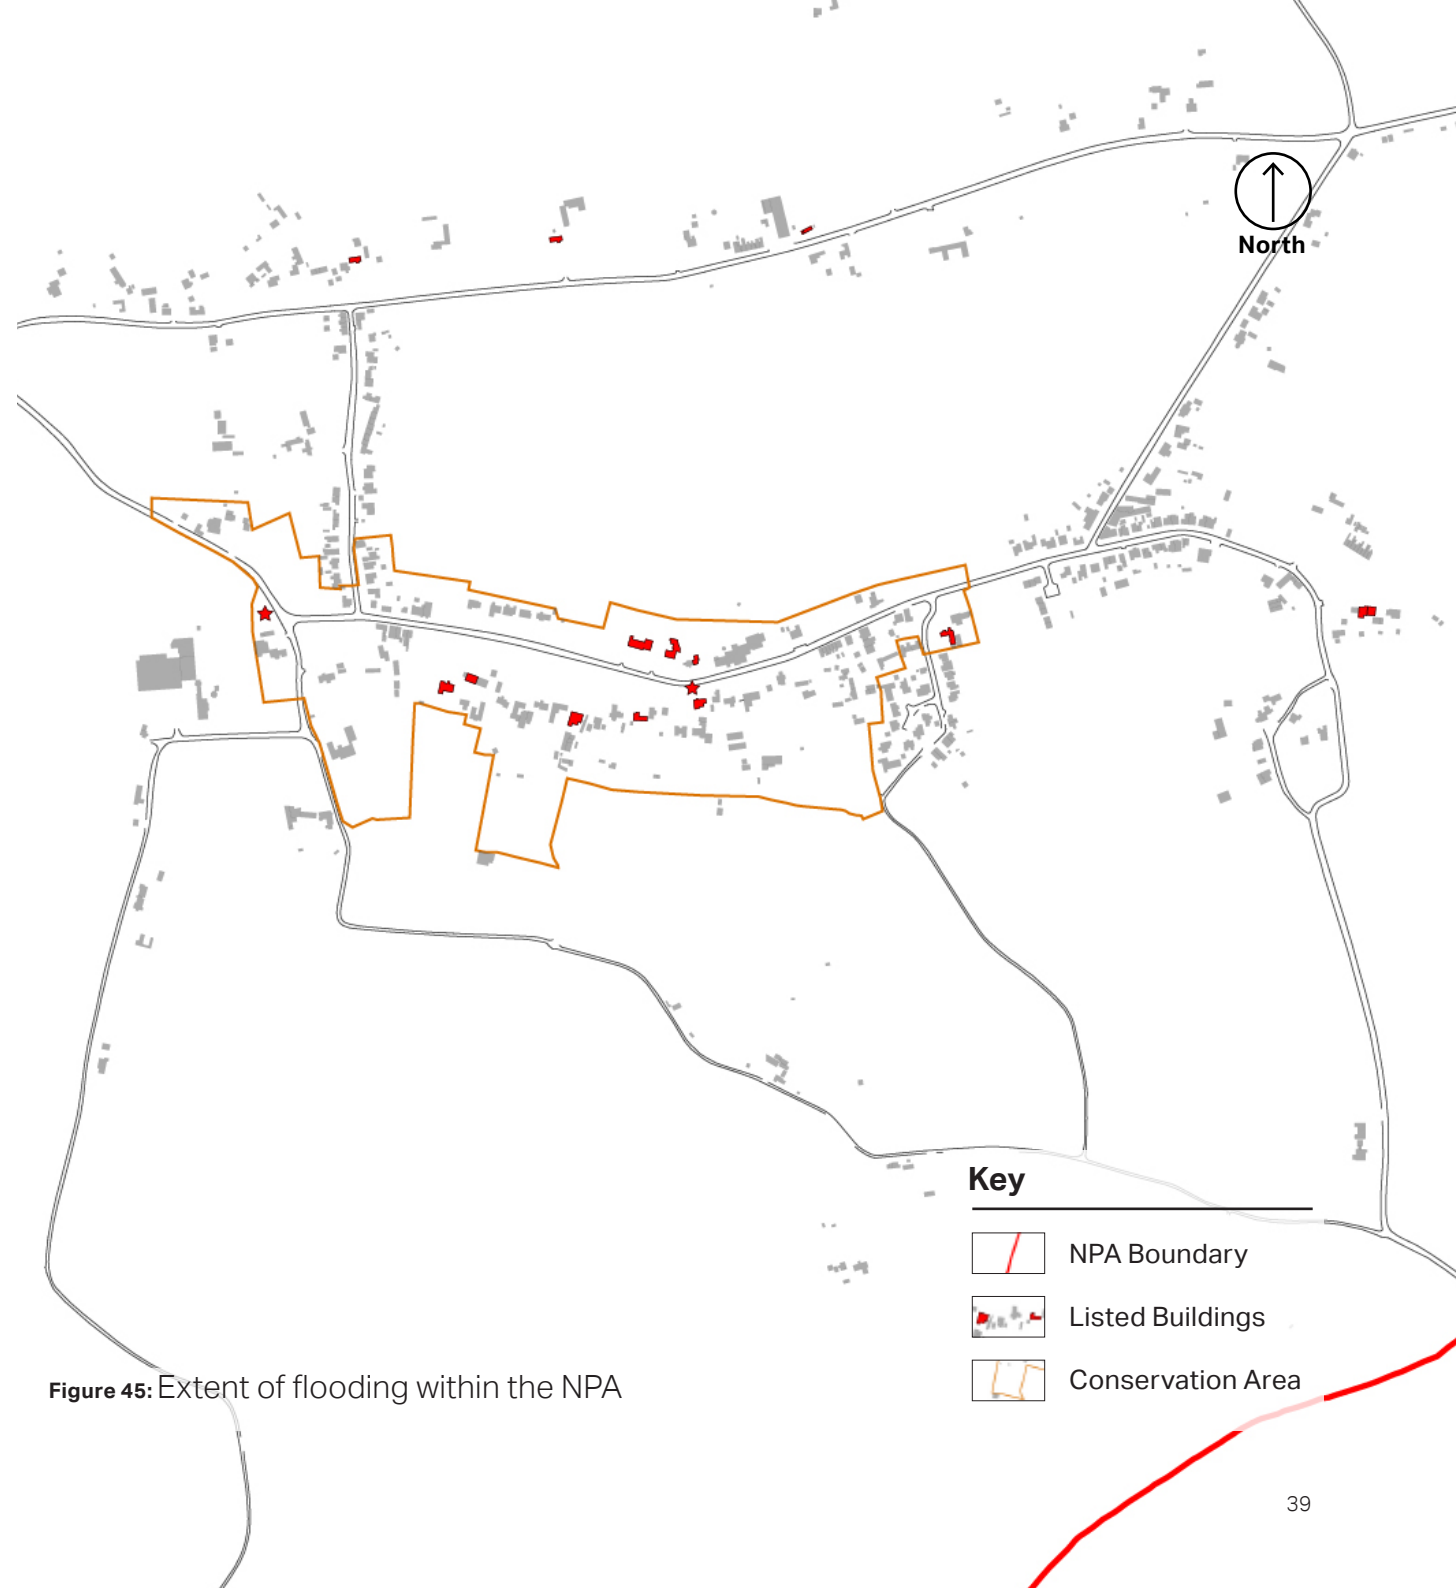 North
Key
NPA Boundary
Listed Buildings
Conservation Area
Figure 45: Extent of flooding within the NPA
39